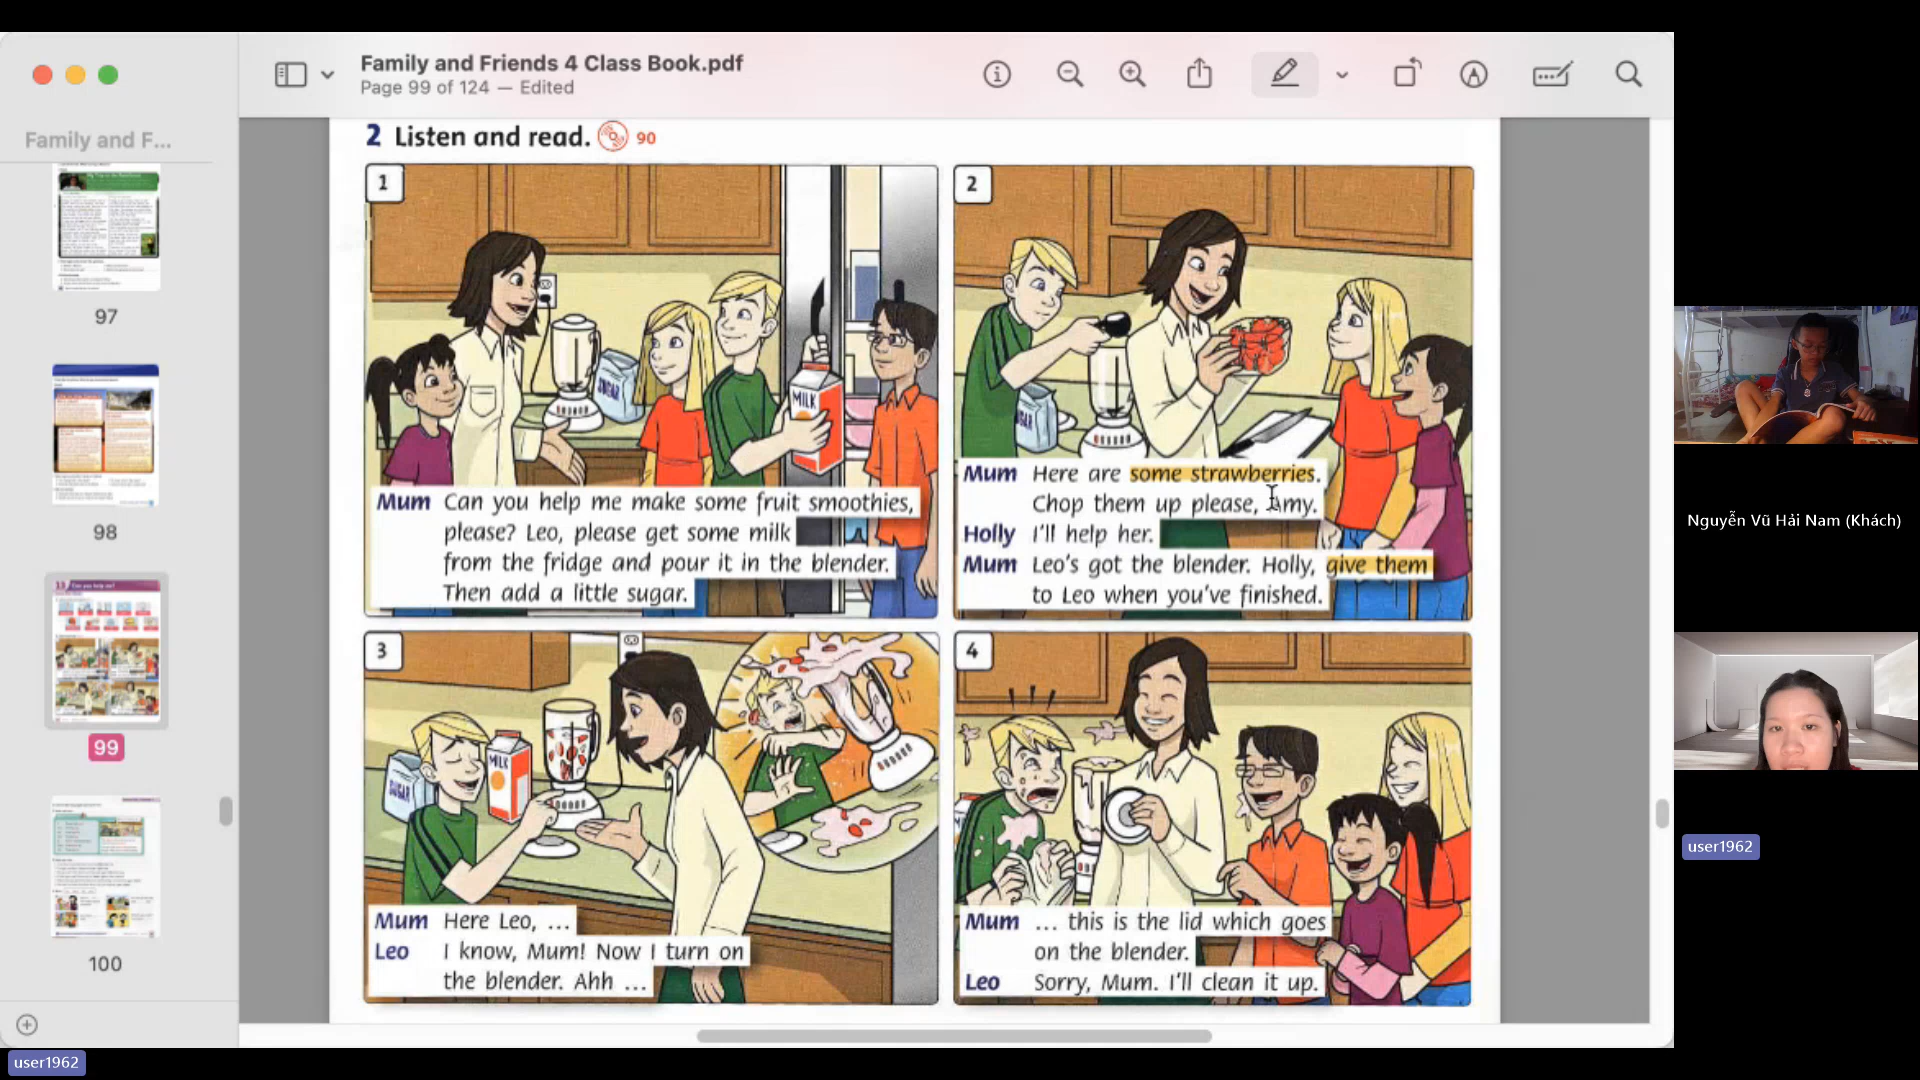 Family and Friends 4 Class Book.pdf
Page 99 of 124 — Edited
Family and F...
97
98
99
100
2 Listen and read. 90
1
SUGAR
MILK
Mum Can you help me make some fruit smoothies,
please? Leo, please get some milk
from the fridge and pour it in the blender.
Then add a little sugar.
2
SUGAR
Mum Here are some strawberries.
Chop them up please, Amy.
Holly I'll help her.
Mum Leo's got the blender. Holly, give them
to Leo when you've finished.
3
SUGAR
MILK
Mum Here Leo, ...
Leo I know, Mum! Now I turn on
the blender. Ahh ...
4
Mum ... this is the lid which goes
on the blender.
Leo Sorry, Mum. I'll clean it up.
Nguyễn Vũ Hải Nam (Khách)
user1962
user1962